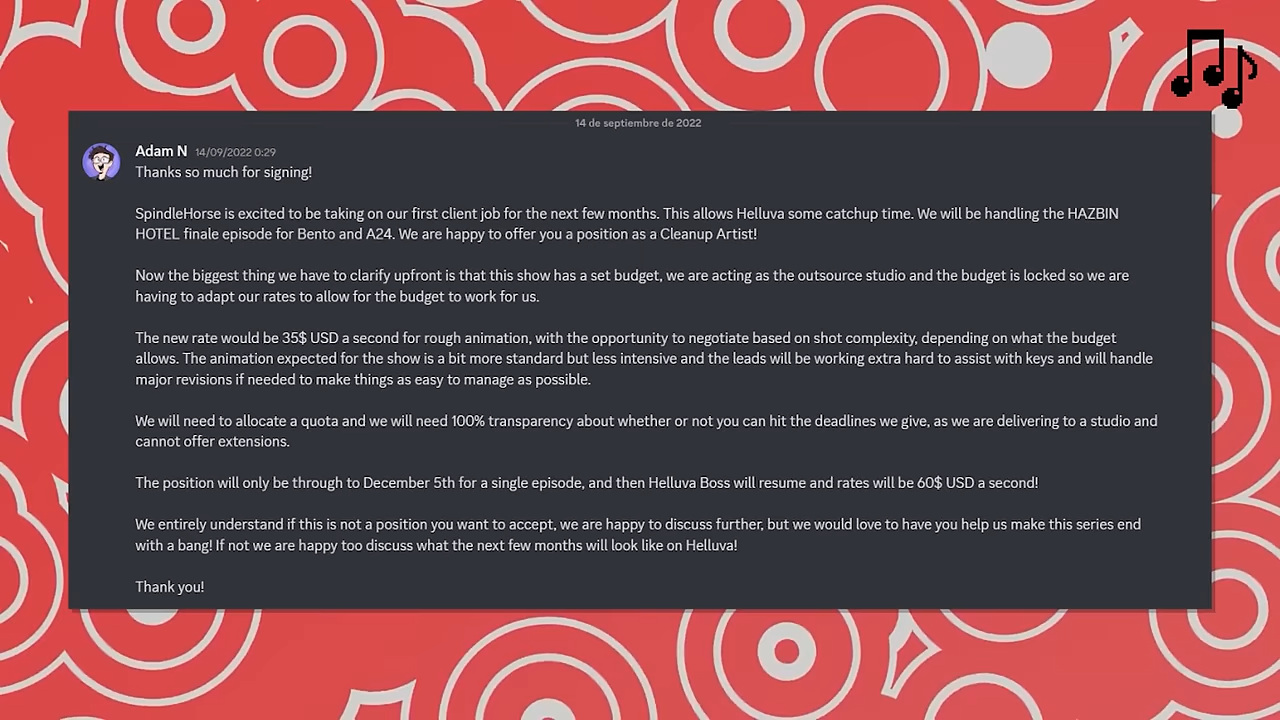 14 de septiembre de 2022
Adam N 14/09/2022 0:29
Thanks so much for signing!
SpindleHorse is excited to be taking on our first client job for the next few months. This allows Helluva some catchup time. We will be handling the HAZBIN
HOTEL finale episode for Bento and A24. We are happy to offer you a position as a Cleanup Artist!
Now the biggest thing we have to clarify upfront is that this show has a set budget, we are acting as the outsource studio and the budget is locked so we are
having to adapt our rates to allow for the budget to work for us.
The new rate would be 35$ USD a second for rough animation, with the opportunity to negotiate based on shot complexity, depending on what the budget
allows. The animation expected for the show is a bit more standard but less intensive and the leads will be working extra hard to assist with keys and will handle
major revisions if needed to make things as easy to manage as possible.
We will need to allocate a quota and we will need 100% transparency about whether or not you can hit the deadlines we give, as we are delivering to a studio and
cannot offer extensions.
The position will only be through to December 5th for a single episode, and then Helluva Boss will resume and rates will be 60$ USD a second!
We entirely understand if this is not a position you want to accept, we are happy to discuss further, but we would love to have you help us make this series end
with a bang! If not we are happy too discuss what the next few months will look like on Helluva!
Thank you!